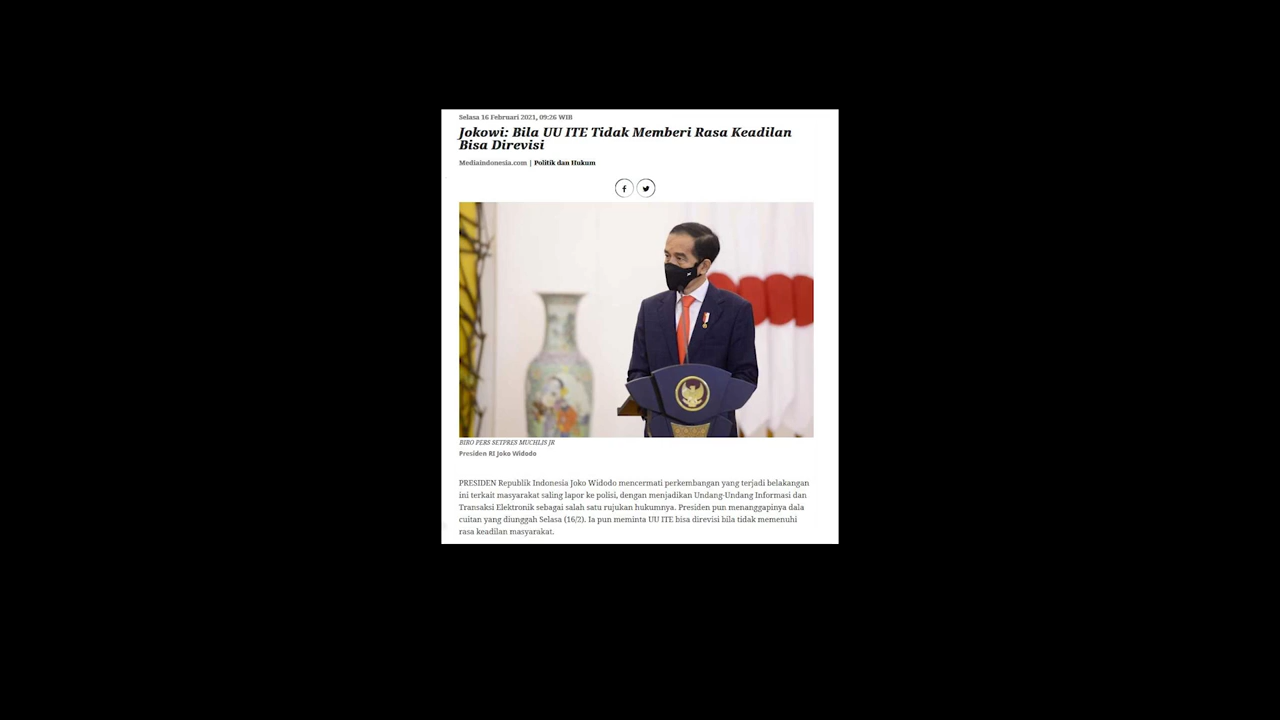 Selasa 16 Februari 2021, 09:26 WIB
Jokowi: Bila UU ITE Tidak Memberi Rasa Keadilan
Bisa Direvisi
Mediaindonesia.com | Politik dan Hukum
BIRO PERS SETPRES MUCHLIS JR
Presiden RI Joko Widodo
PRESIDEN Republik Indonesia Joko Widodo mencermati perkembangan yang terjadi belakangan
ini terkait masyarakat saling lapor ke polisi, dengan menjadikan Undang-Undang Informasi dan
Transaksi Elektronik sebagai salah satu rujukan hukumnya. Presiden pun menanggapinya dala
cuitan yang diunggah Selasa (16/2). Ia pun meminta UU ITE bisa direvisi bila tidak memenuhi
rasa keadilan masyarakat.